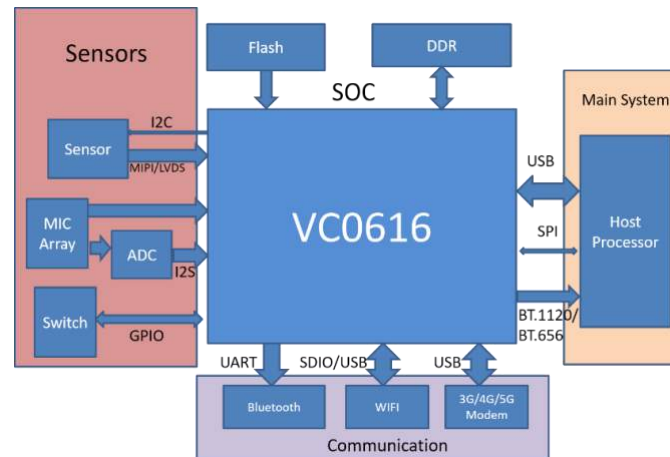 Sensors
Flash
DDR
SOC
Main System
I2C
Sensor
MIPI/LVDS
USB
MIC
Array
ADC
I2S
VC0616
Host
Processor
SPI
Switch
GPIO
BT.1120/
BT.656
UART
SDIO/USB
USB
Bluetooth
WIFI
3G/4G/5G
Modem
Communication